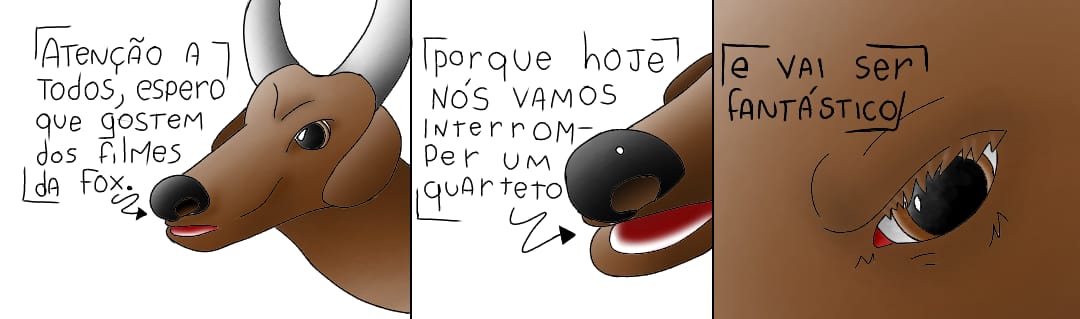 ATENÇÃO A
TODOS, ESPERO
QUE GOSTEM
DOS FILMES
DA FOX.
PORQUE HOJE
NÓS VAMOS
INTERROM-
PER UM
QUARTETO
E VAI SER
FANTÁSTICO